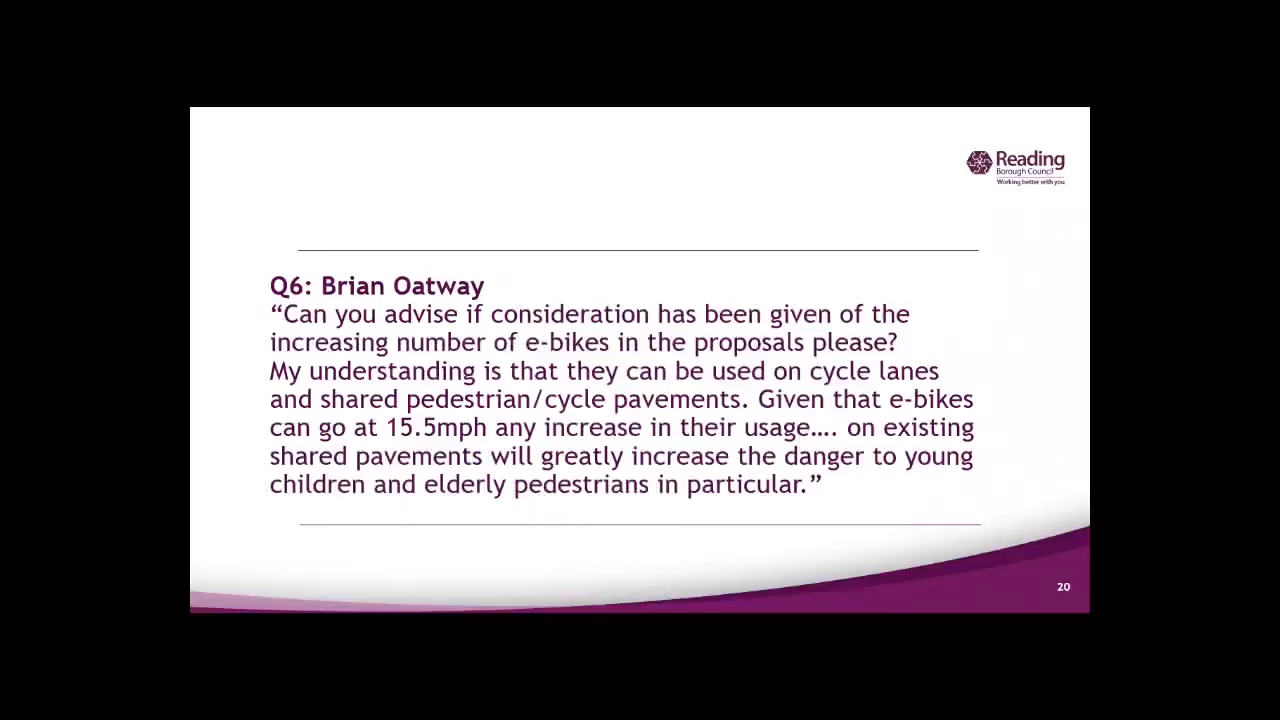 Reading
Borough Council
Working better with you
Q6: Brian Oatway
“Can you advise if consideration has been given of the
increasing number of e-bikes in the proposals please?
My understanding is that they can be used on cycle lanes
and shared pedestrian/cycle pavements. Given that e-bikes
can go at 15.5mph any increase in their usage…. on existing
shared pavements will greatly increase the danger to young
children and elderly pedestrians in particular.”
20